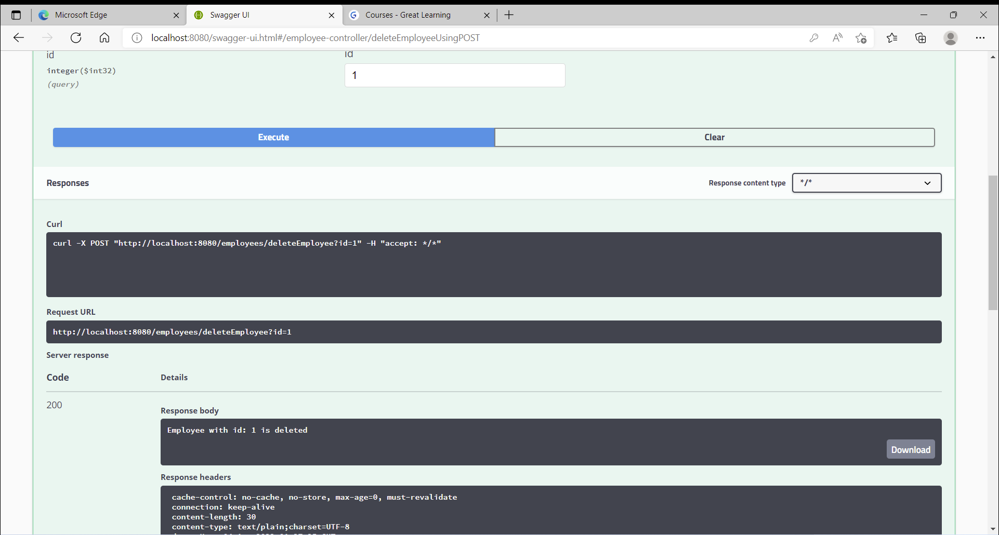 Microsoft Edge
Swagger UI
Courses - Great Learning
localhost:8080/swagger-ui.html#/employee-controller/deleteEmployeeUsingPOST
id
id
integer($int32)
(query)
1
Execute
Clear
Responses
Response content type
*/*
Curl
curl -X POST "http://localhost:8080/employees/deleteEmployee?id=1" -H "accept: */*"
Request URL
http://localhost:8080/employees/deleteEmployee?id=1
Server response
Code
Details
200
Response body
Employee with id: 1 is deleted
Download
Response headers
cache-control: no-cache, no-store, max-age=0, must-revalidate
connection: keep-alive
content-length: 30
content-type: text/plain;charset=UTF-8